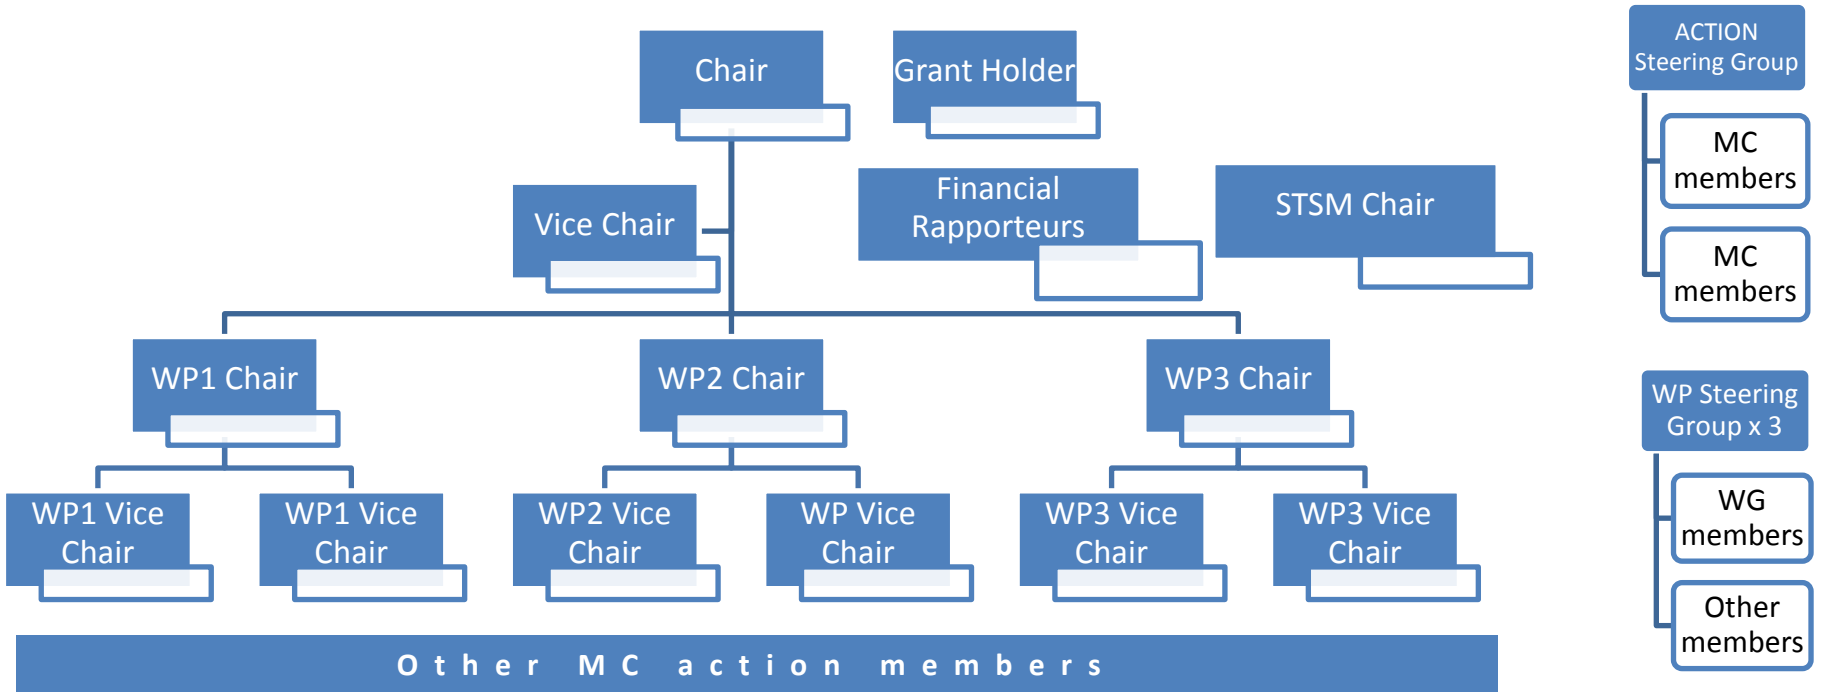 Chair
Grant Holder
Vice Chair
Financial
Rapporteurs
STSM Chair
WP1 Chair
WP2 Chair
WP3 Chair
WP1 Vice
Chair
WP1 Vice
Chair
WP2 Vice
Chair
WP Vice
Chair
WP3 Vice
Chair
WP3 Vice
Chair
Other MC action members
ACTION
Steering Group
MC
members
MC
members
WP Steering
Group x 3
WG
members
Other
members